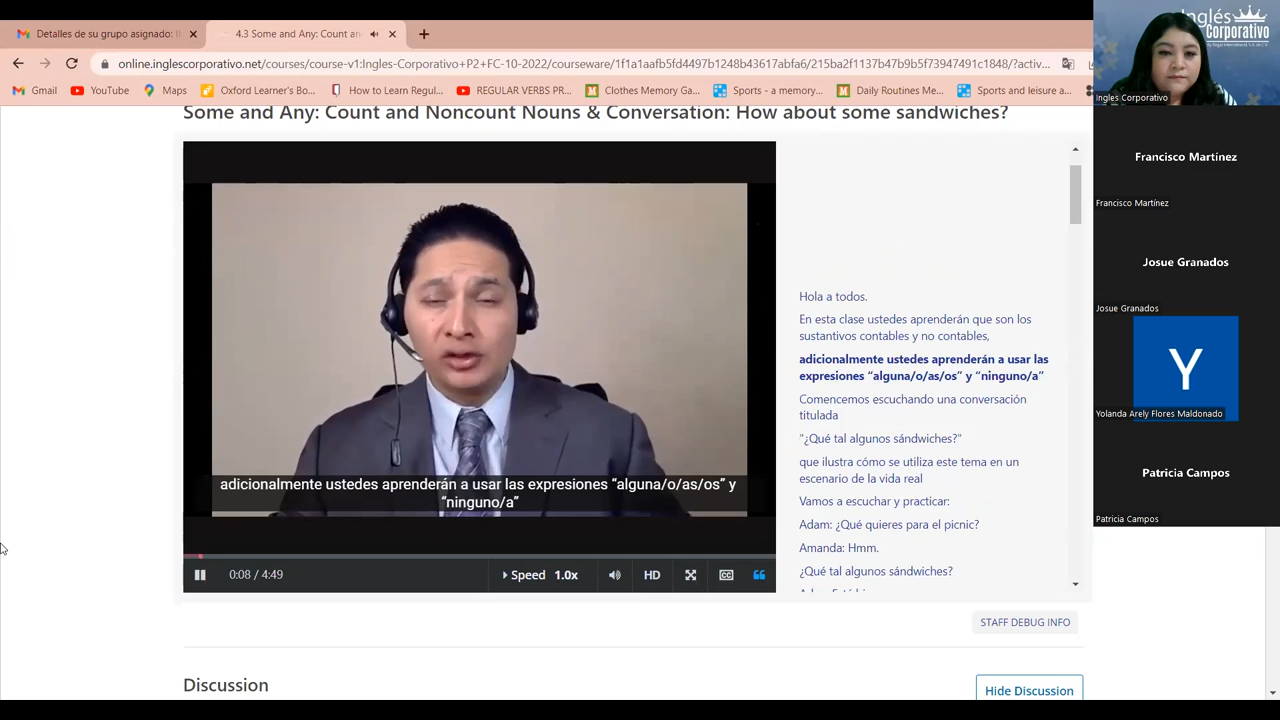 Detalles de su grupo asignado: I
4.3 Some and Any: Count an
online.inglescorporativo.net/courses/course-v1:Ingles-Corporativo+P2+FC-10-2022/courseware/1f1a1aafb5fd4497b1248b43617abfa6/215ba2f1137b47b9b5f73947491c1848/?activ...
Gmail
YouTube
Maps
Oxford Learner's Bo...
How to Learn Regul...
REGULAR VERBS PR...
Clothes Memory Ga...
Sports - a memory...
Daily Routines Me...
Sports and leisure a...
Some and Any: Count and Noncount Nouns & Conversation: How about some sandwiches?
adicionalmente ustedes aprenderán a usar las expresiones “alguna/o/as/os” y
“ninguno/a”
0:08 / 4:49
Speed 1.0x
HD
CC
Hola a todos.
En esta clase ustedes aprenderán que son los
sustantivos contables y no contables,
adicionalmente ustedes aprenderán a usar las
expresiones “alguna/o/as/os” y “ninguno/a”
Comencemos escuchando una conversación
titulada
"¿Qué tal algunos sándwiches?"
que ilustra cómo se utiliza este tema en un
escenario de la vida real
Vamos a escuchar y practicar:
Adam: ¿Qué quieres para el picnic?
Amanda: Hmm.
¿Qué tal algunos sándwiches?
STAFF DEBUG INFO
Discussion
Hide Discussion
Inglés
Corporativo
Ingles Corporativo
Francisco Martínez
Francisco Martínez
Josue Granados
Josue Granados
Y
Yolanda Arely Flores Maldonado
Patricia Campos
Patricia Campos